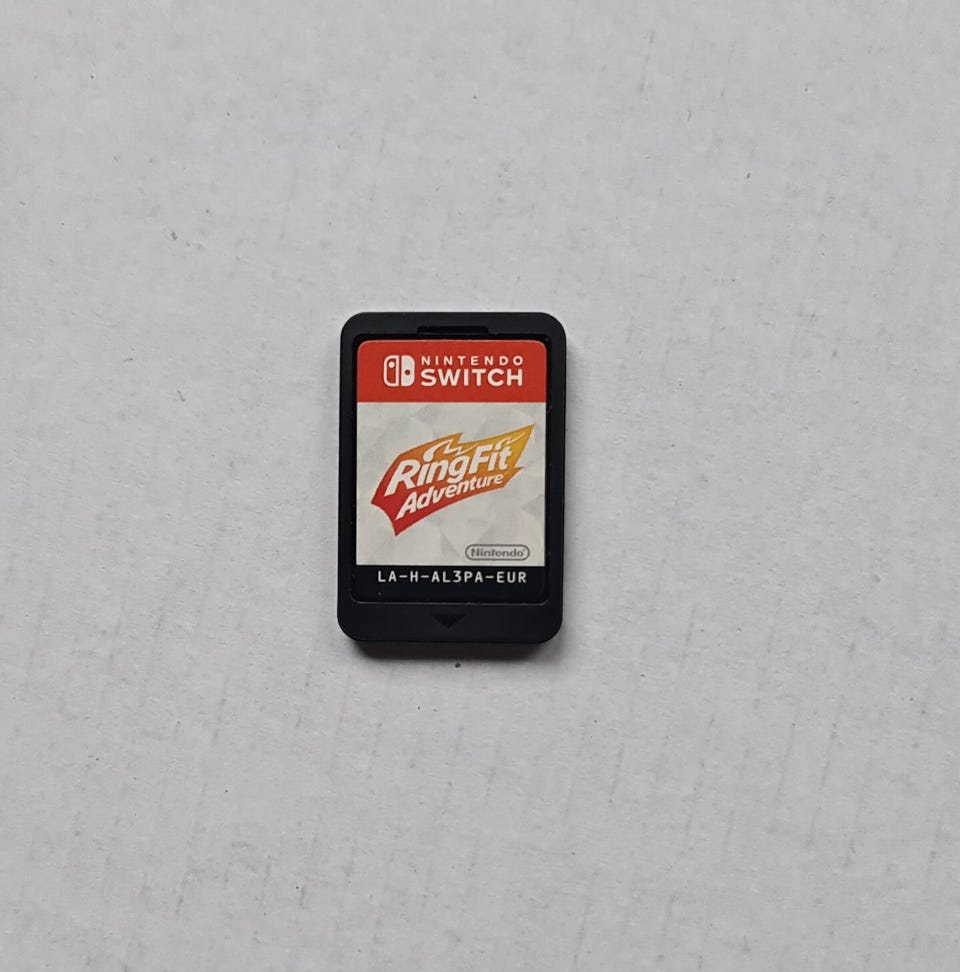 NINTENDO
SWITCH
RingFit
Adventure
Nintendo
LA-H-AL3PA-EUR